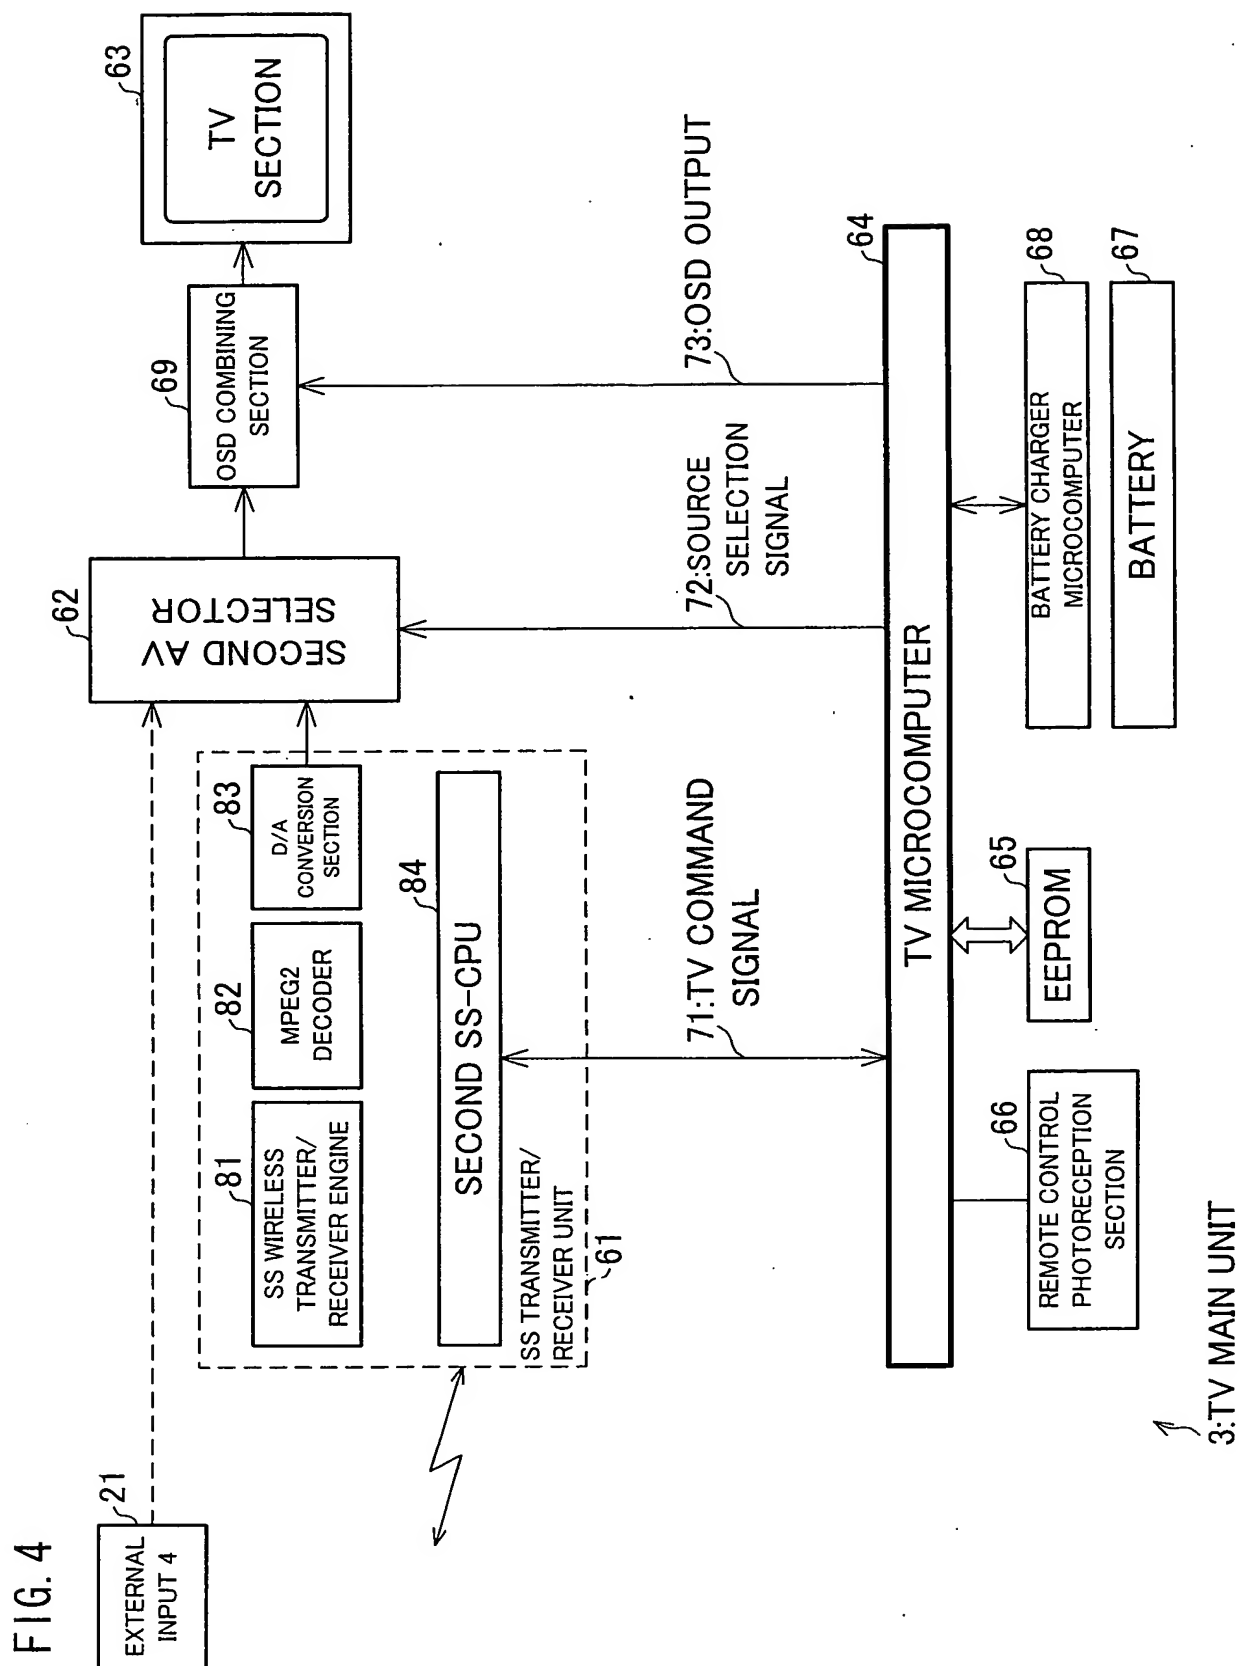 FIG. 4
EXTERNAL
INPUT 4
21
SS WIRELESS
TRANSMITTER/
RECEIVER ENGINE
81
MPEG2
DECODER
82
D/A
CONVERSION
SECTION
83
SECOND SS-CPU
84
SS TRANSMITTER/
RECEIVER UNIT
61
SECOND AV
SELECTOR
62
OSD COMBINING
SECTION
69
TV
SECTION
63
71:TV COMMAND
SIGNAL
72:SOURCE
SELECTION
SIGNAL
73:OSD OUTPUT
TV MICROCOMPUTER
64
REMOTE CONTROL
PHOTORECEPTION
SECTION
66
EEPROM
65
BATTERY CHARGER
MICROCOMPUTER
68
BATTERY
67
3:TV MAIN UNIT